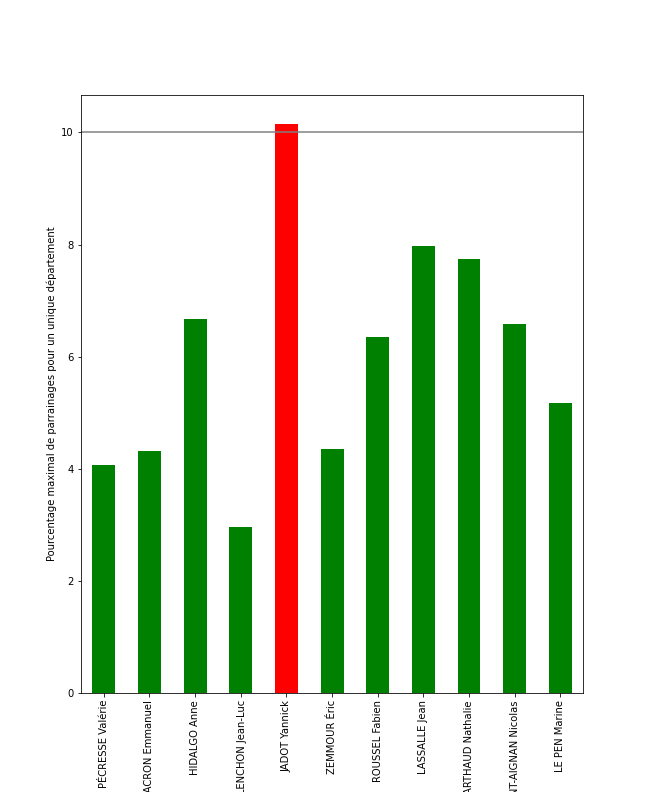 Pourcentage maximal de parrainages pour un unique département
10
8
6
4
2
0
PÉCRESSE Valérie
ACRON Emmanuel
HIDALGO Anne
LENCHON Jean-Luc
JADOT Yannick
ZEMMOUR Éric
ROUSSEL Fabien
LASSALLE Jean
ARTHAUD Nathalie
NT-AIGNAN Nicolas
LE PEN Marine